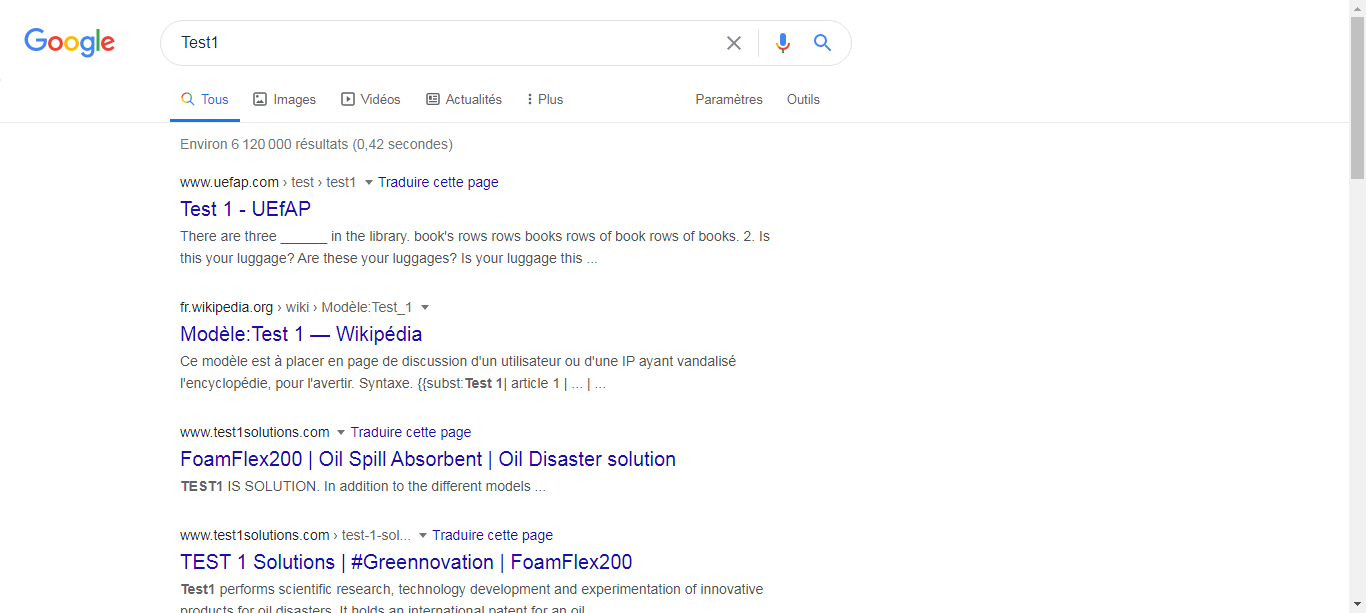 Google
Test1
Tous Images Vidéos Actualités Plus Paramètres Outils
Environ 6 120 000 résultats (0,42 secondes)
www.uefap.com › test › test1 Traduire cette page
Test 1 - UEfAP
There are three ______ in the library. book's rows rows books rows of book rows of books. 2. Is
this your luggage? Are these your luggages? Is your luggage this ...
fr.wikipedia.org › wiki › Modèle:Test_1
Modèle:Test 1 — Wikipédia
Ce modèle est à placer en page de discussion d'un utilisateur ou d'une IP ayant vandalisé
l'encyclopédie, pour l'avertir. Syntaxe. {{subst:Test 1| article 1 | ... | ...
www.test1solutions.com Traduire cette page
FoamFlex200 | Oil Spill Absorbent | Oil Disaster solution
TEST1 IS SOLUTION. In addition to the different models ...
www.test1solutions.com › test-1-sol... Traduire cette page
TEST 1 Solutions | #Greennovation | FoamFlex200
Test1 performs scientific research, technology development and experimentation of innovative
products for oil disasters. It holds an international patent for an oil